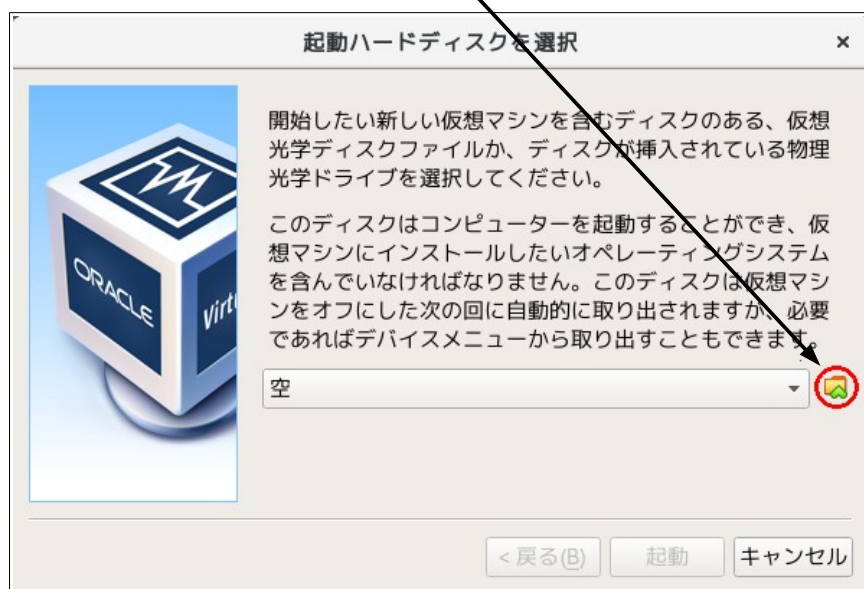 起動ハードディスクを選択
×
開始したい新しい仮想マシンを含むディスクのある、仮想
光学ディスクファイルか、ディスクが挿入されている物理
光学ドライブを選択してください。
このディスクはコンピューターを起動することができ、仮
想マシンにインストールしたいオペレーティングシステム
を含んでいなければなりません。このディスクは仮想マシ
ンをオフにした次の回に自動的に取り出されますが、必要
であればデバイスメニューから取り出すこともできます。
ORACLE
Virt
空
< 戻る(B)
起動
キャンセル